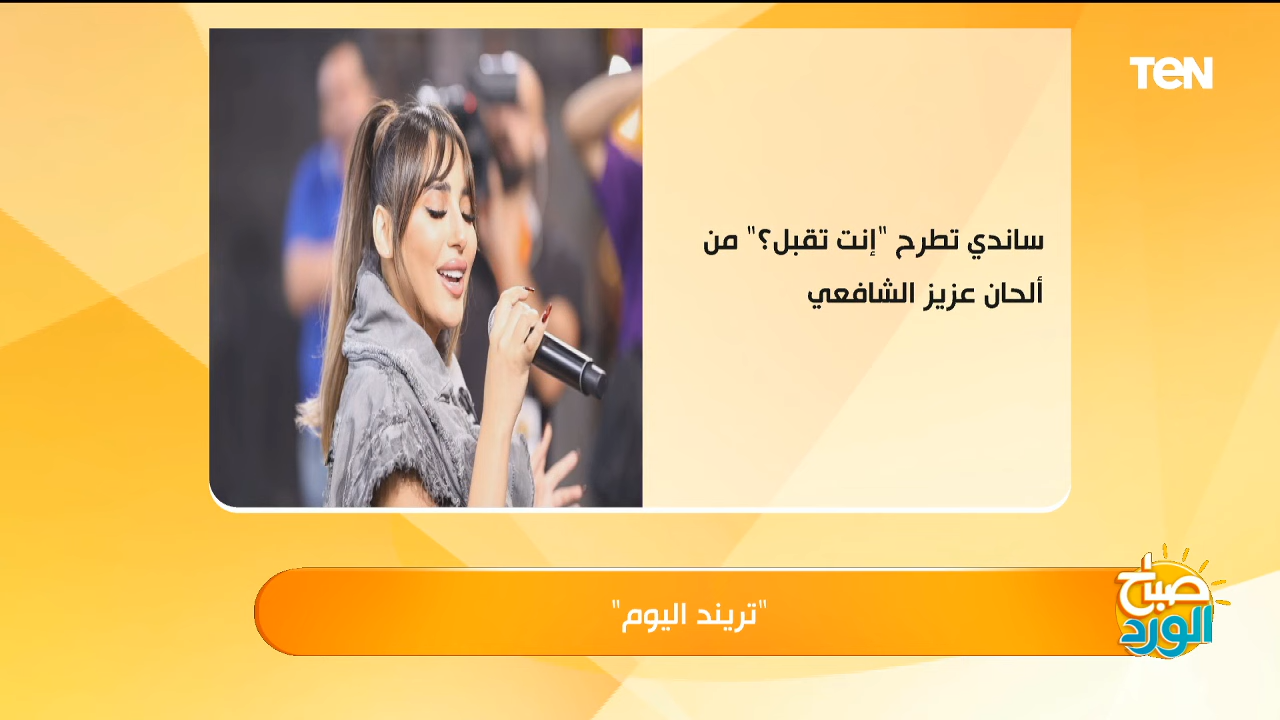 TEN
ساندي تطرح "إنت تقبل؟" من
ألحان عزيز الشافعي
"تريند اليوم"
صباح
الورد